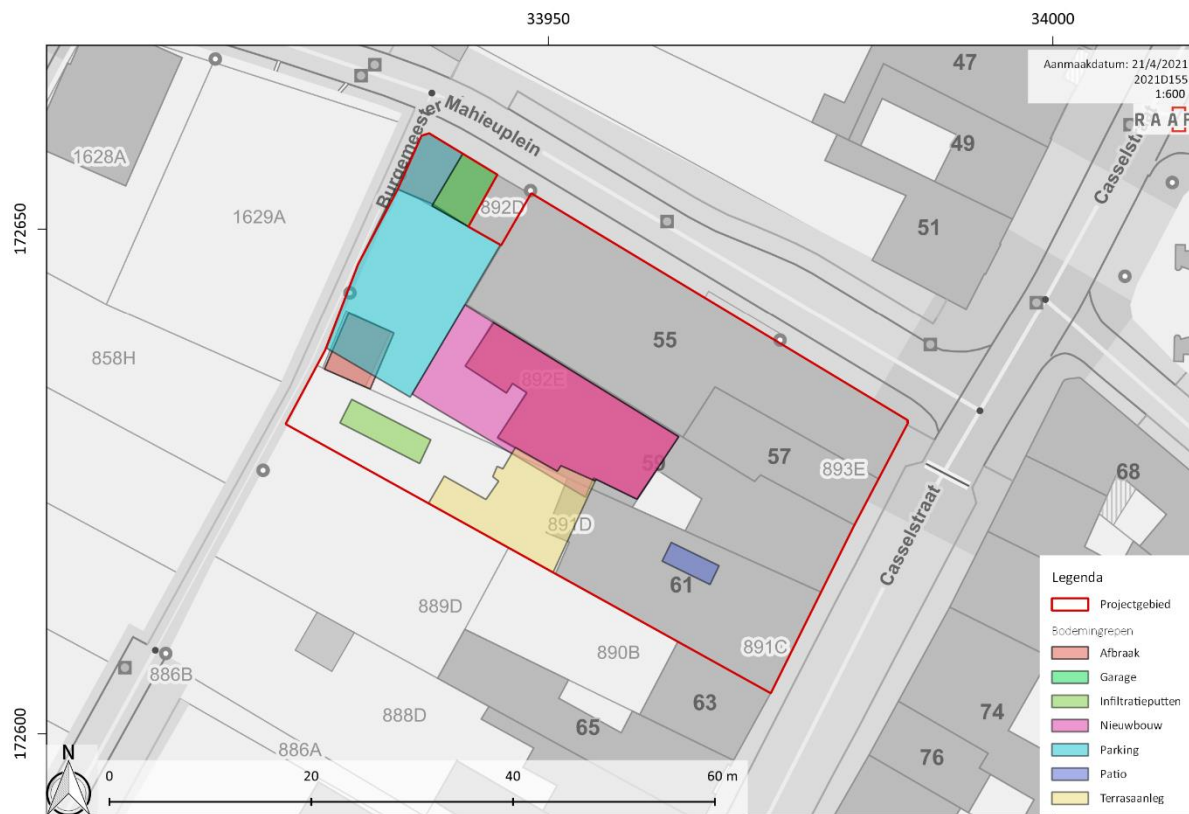 33950
34000
Aanmaakdatum: 21/4/2021
2021D155
1:600
RAAP
172650
172600
Burgemeester
Mahieuplein
Casselstraat
Casselstraat
47
49
51
1628A
1629A
858H
892D
55
892E
59
57
893E
68
891D
61
891C
889D
890B
63
65
886B
888D
886A
74
76
N
0
20
40
60 m
Legenda
Projectgebied
Bodemingrepen
Afbraak
Garage
Infiltratieputten
Nieuwbouw
Parking
Patio
Terrasaanleg